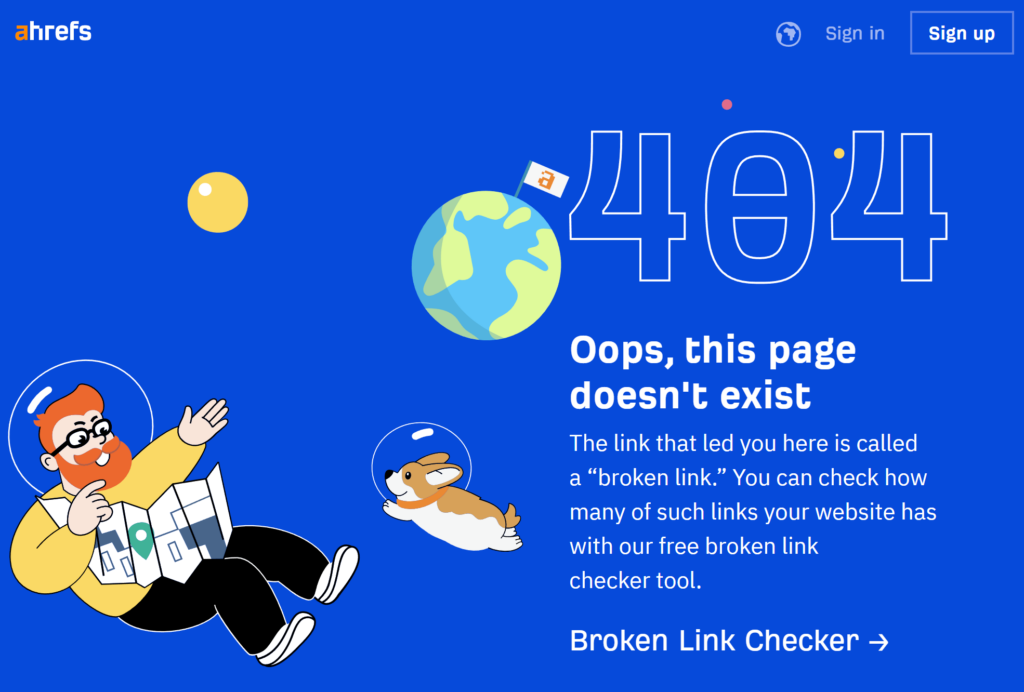 ahrefs
Sign in
Sign up
a
404
Oops, this page
doesn't exist
The link that led you here is called
a “broken link.” You can check how
many of such links your website has
with our free broken link
checker tool.
Broken Link Checker →